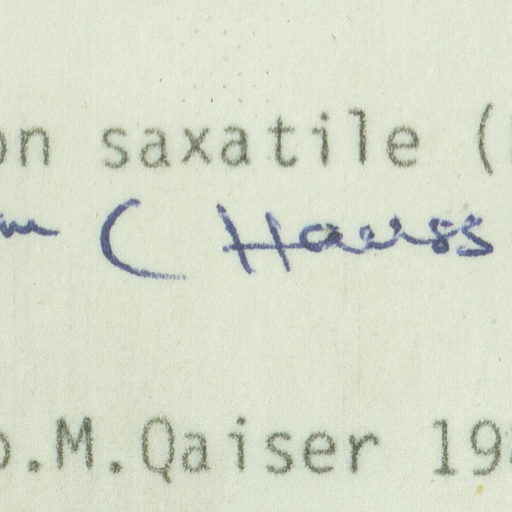 on saxatile (
( Hauss
.M.Qaiser 19